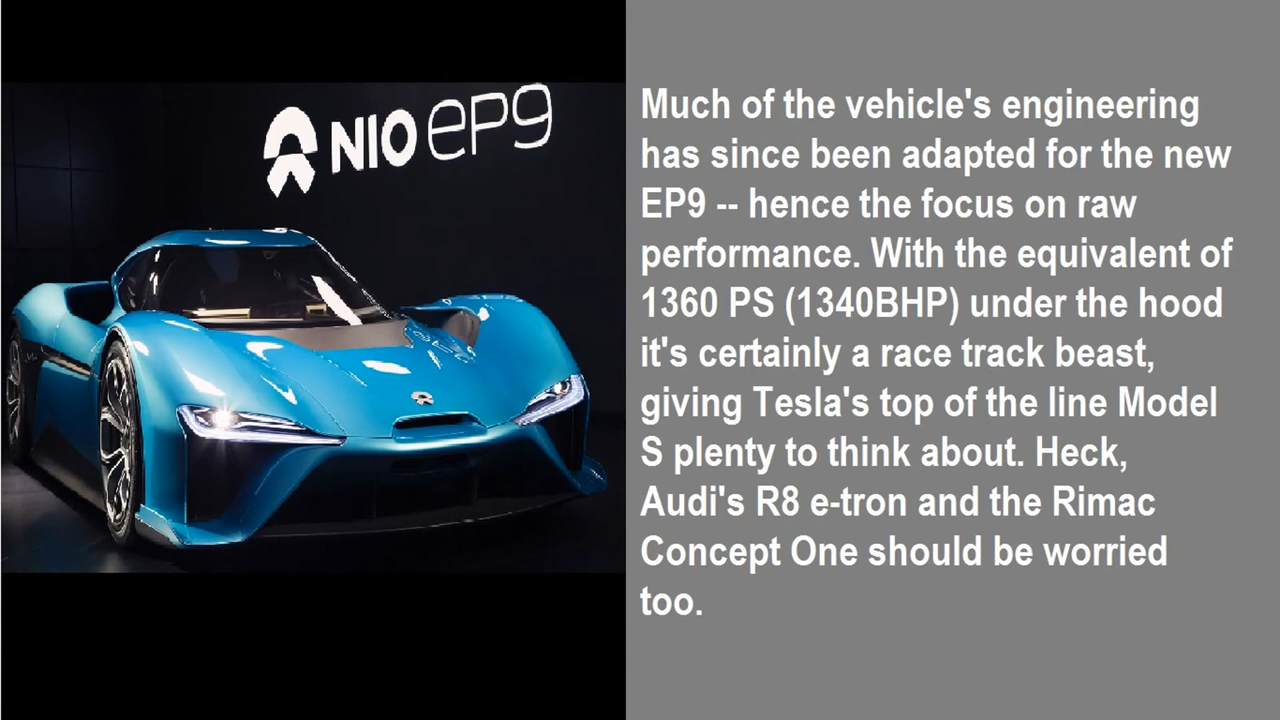 NIO EP9
Much of the vehicle's engineering
has since been adapted for the new
EP9 -- hence the focus on raw
performance. With the equivalent of
1360 PS (1340BHP) under the hood
it's certainly a race track beast,
giving Tesla's top of the line Model
S plenty to think about. Heck,
Audi's R8 e-tron and the Rimac
Concept One should be worried
too.